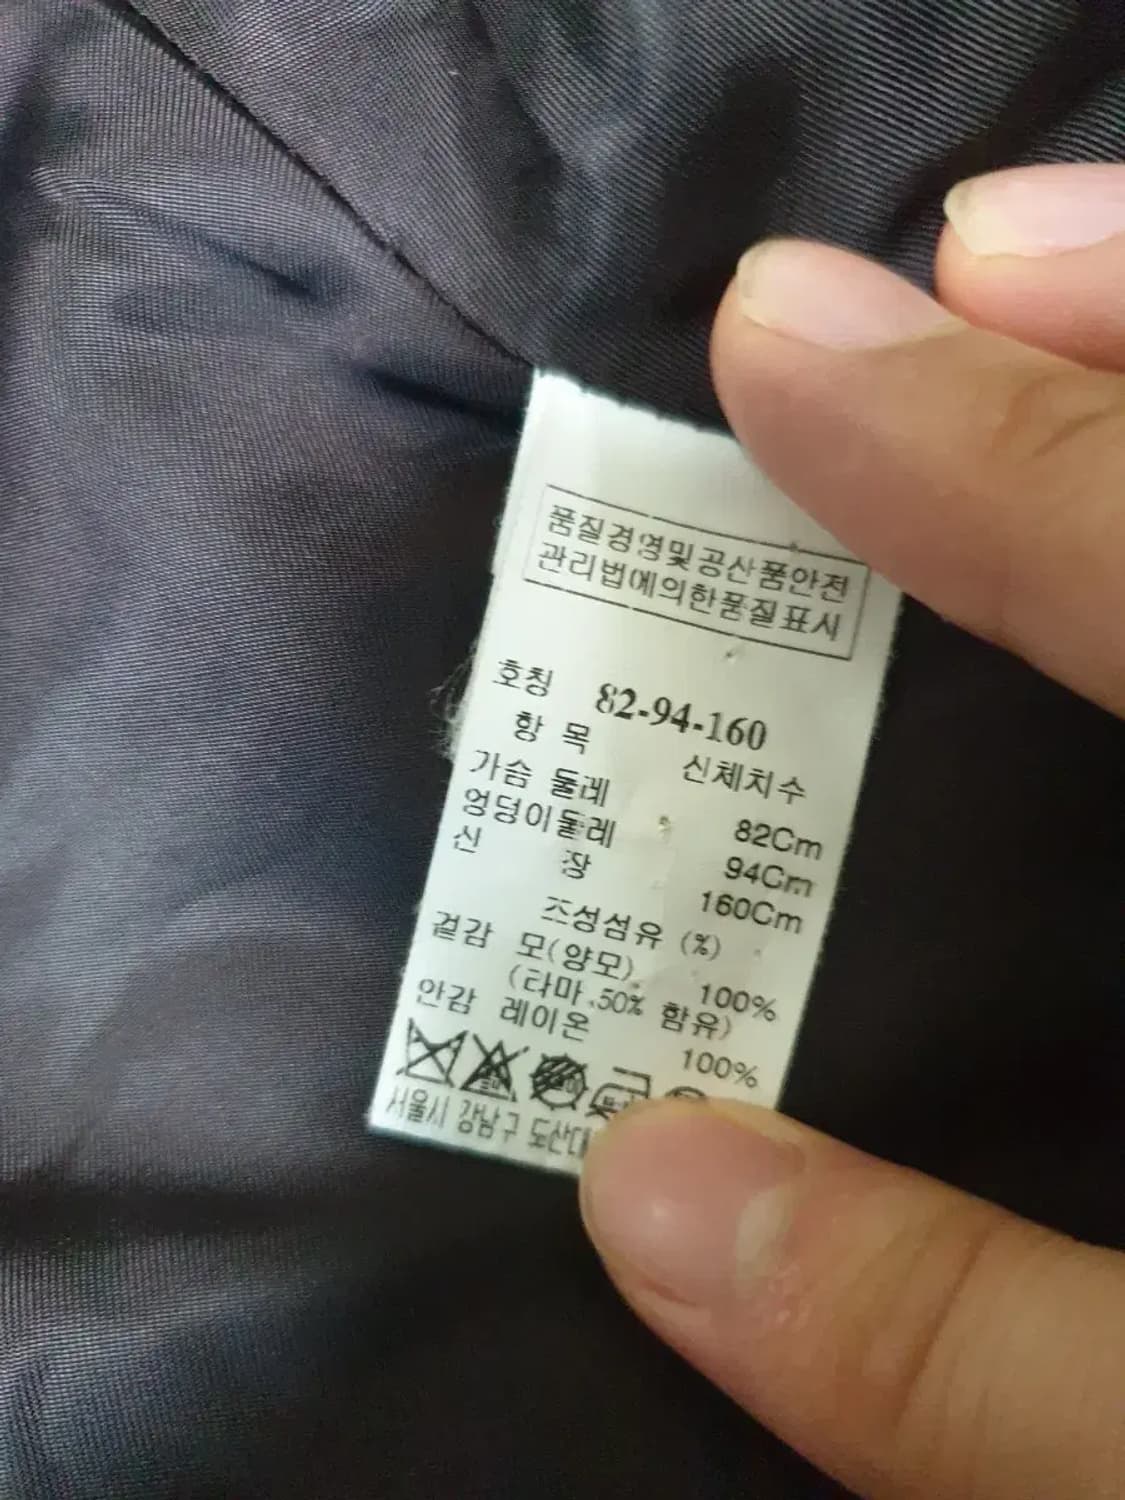 품질경영및공산품안전
관리법에의한품질표시
호칭 82-94-160
항 목 신체치수
가슴 둘레 82Cm
엉덩이둘레 94Cm
신 장 160Cm
조성섬유 (%)
겉감 모(양모) 100%
(타마.50% 함유)
안감 레이온 100%
서울시 강남구 도산대